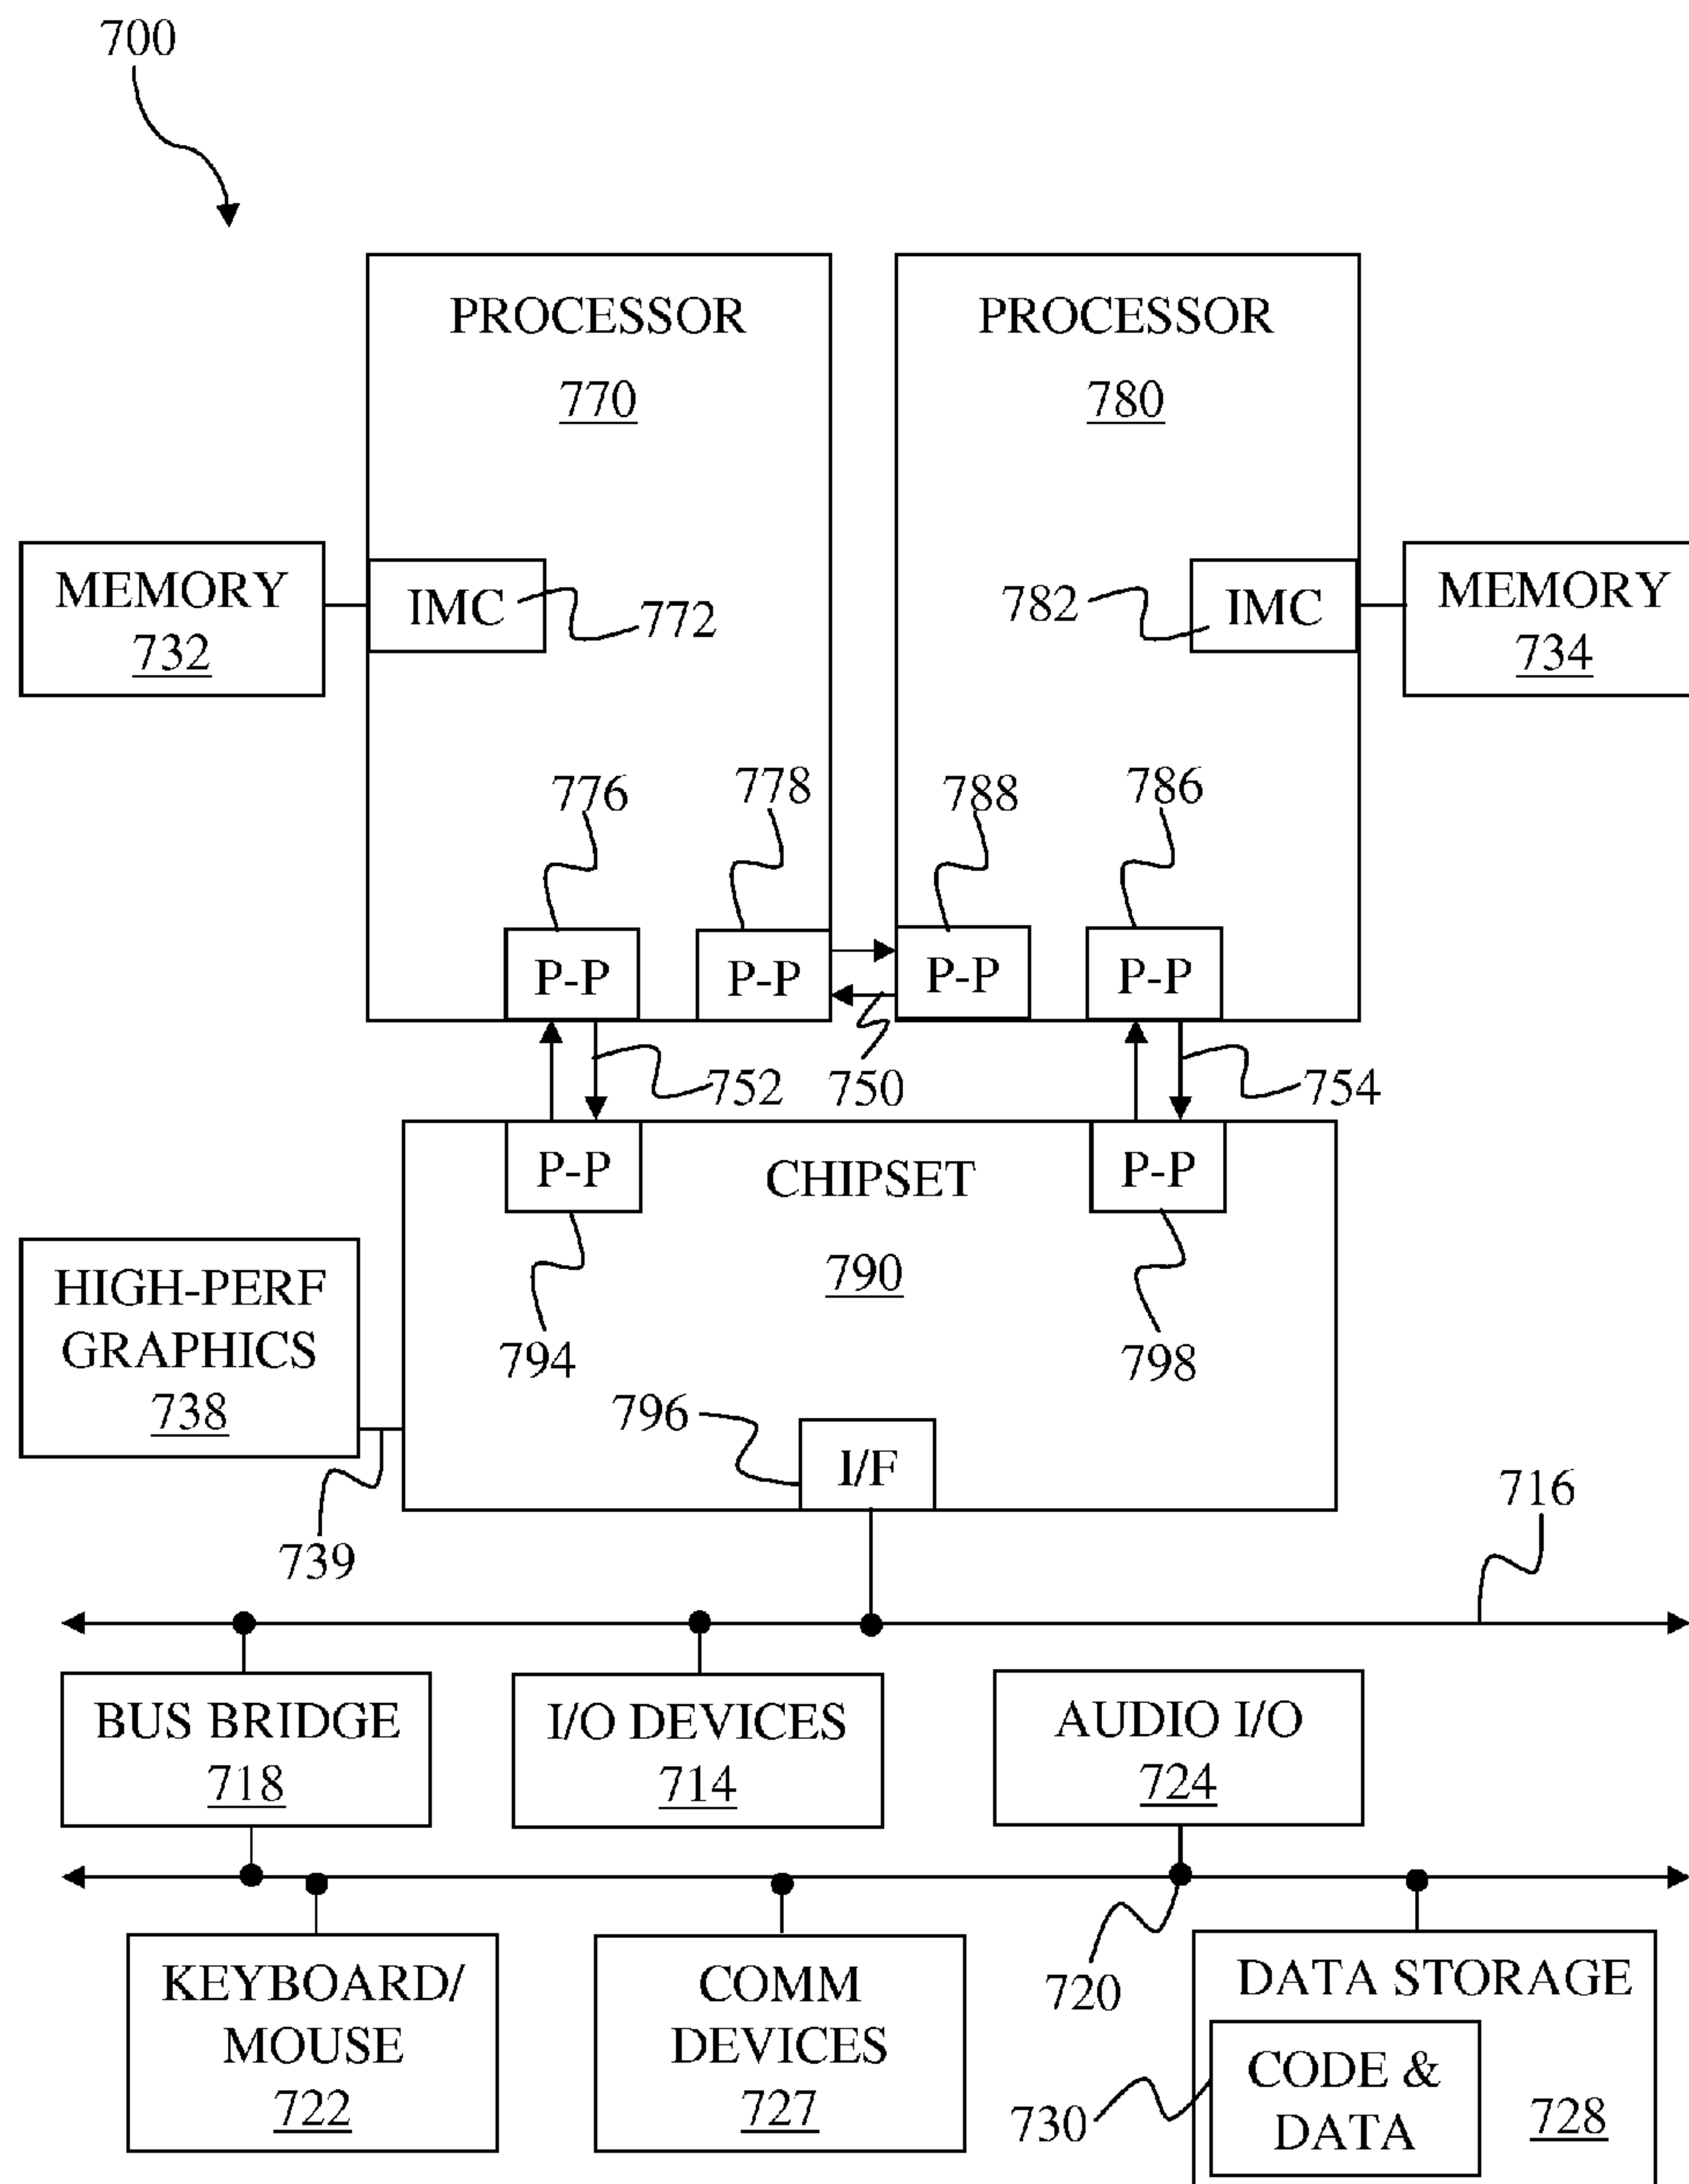 700
PROCESSOR
770
PROCESSOR
780
MEMORY
732
IMC
772
782
IMC
MEMORY
734
776
778
788
786
P-P
P-P
P-P
P-P
752
750
754
P-P
CHIPSET
P-P
790
HIGH-PERF
GRAPHICS
738
794
798
796
I/F
739
716
BUS BRIDGE
718
I/O DEVICES
714
AUDIO I/O
724
720
KEYBOARD/
MOUSE
722
COMM
DEVICES
727
DATA STORAGE
CODE &
DATA
730
728